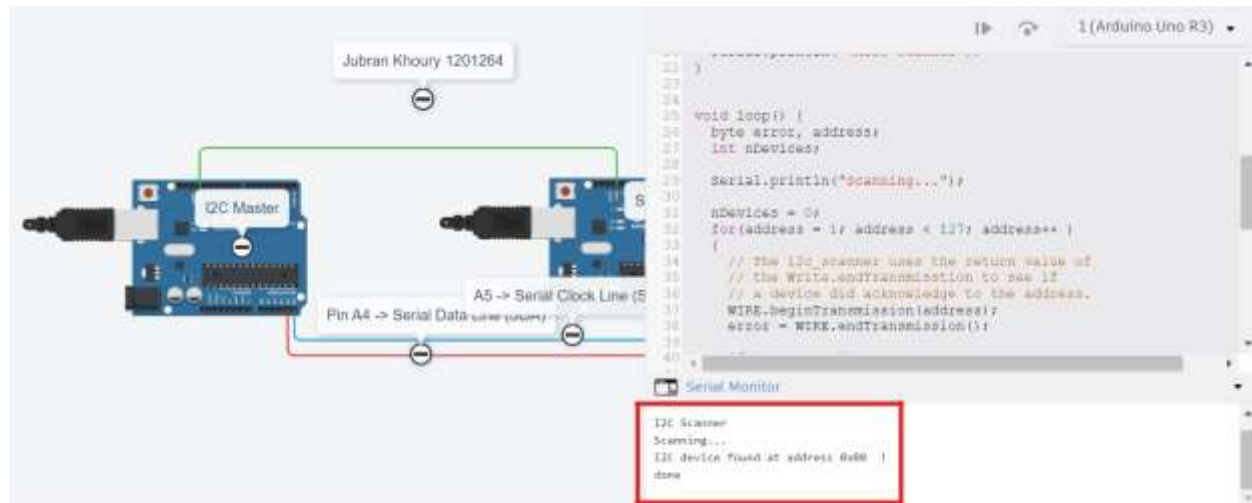 1 (Arduino Uno R3)
Jubran Khoury 1201264
I2C Master
S
A5 -> Serial Clock Line (S
Pin A4 -> Serial Data Line (SDA)
22 }
23
24
25 void loop() {
26 byte error, address;
27 int nDevices;
28
29 Serial.println("Scanning...");
30
31 nDevices = 0;
32 for(address = 1; address < 127; address++ )
33 {
34 // The i2c_scanner uses the return value of
35 // the Write.endTransmisstion to see if
36 // a device did acknowledge to the address.
37 WIRE.beginTransmission(address);
38 error = WIRE.endTransmission();
40
Serial Monitor
I2C Scanner
Scanning...
I2C device found at address !
done